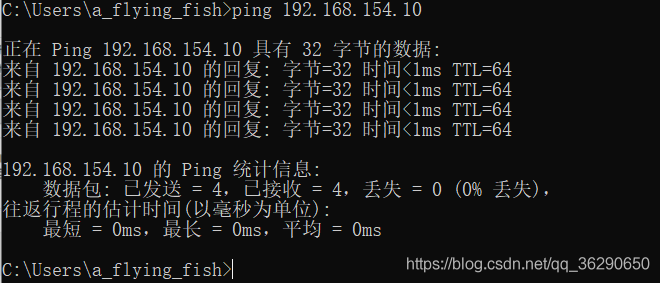 C:\Users\a_flying_fish>ping 192.168.154.10
正在 Ping 192.168.154.10 具有 32 字节的数据:
来自 192.168.154.10 的回复: 字节=32 时间<1ms TTL=64
来自 192.168.154.10 的回复: 字节=32 时间<1ms TTL=64
来自 192.168.154.10 的回复: 字节=32 时间<1ms TTL=64
来自 192.168.154.10 的回复: 字节=32 时间<1ms TTL=64
192.168.154.10 的 Ping 统计信息:
数据包: 已发送 = 4，已接收 = 4，丢失 = 0 (0% 丢失)，
往返行程的估计时间(以毫秒为单位):
最短 = 0ms，最长 = 0ms，平均 = 0ms
C:\Users\a_flying_fish>
https://blog.csdn.net/qq_36290650